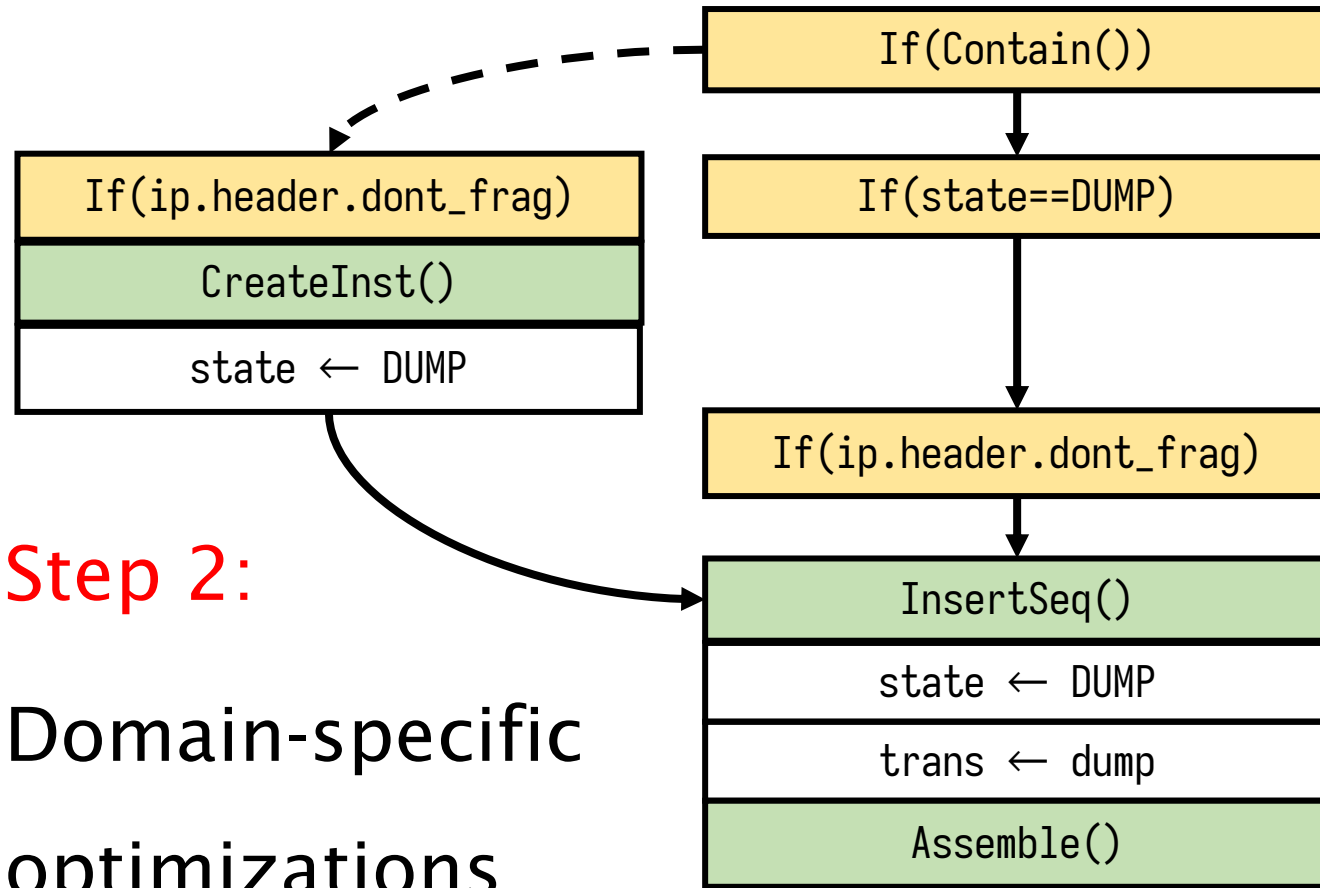 If(Contain())
If(ip.header.dont_frag)
CreateInst()
state ← DUMP
If(state==DUMP)
If(ip.header.dont_frag)
InsertSeq()
state ← DUMP
trans ← dump
Assemble()
Step 2:
Domain-specific
optimizations